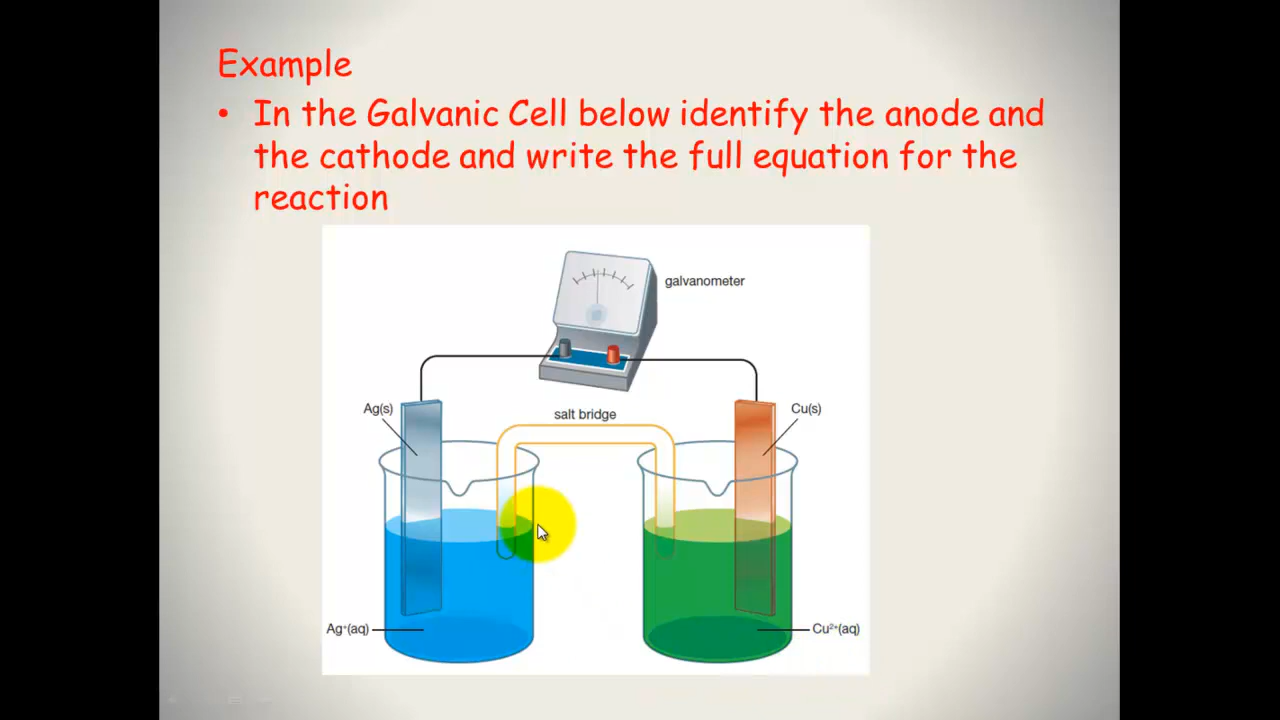 Example
• In the Galvanic Cell below identify the anode and
the cathode and write the full equation for the
reaction
galvanometer
Ag(s)
salt bridge
Cu(s)
Ag⁺(aq)
Cu²⁺(aq)